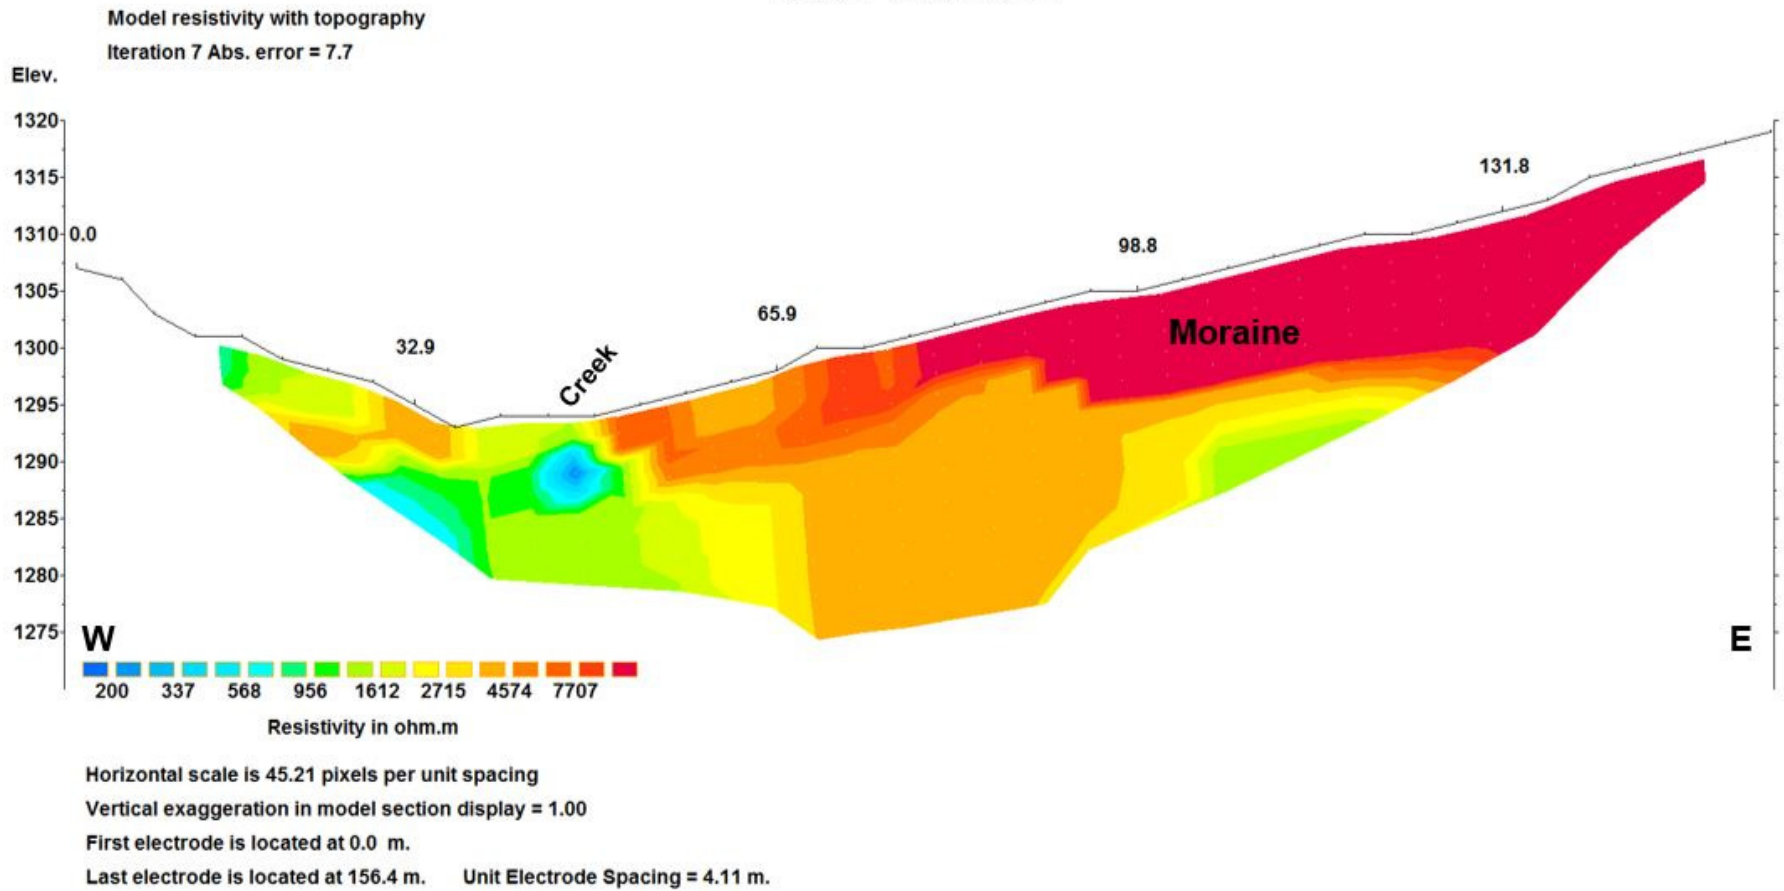 Model resistivity with topography
Iteration 7 Abs. error = 7.7
Elev.
1320
1315
1310
1305
1300
1295
1290
1285
1280
1275
0.0
32.9
65.9
98.8
131.8
Creek
Moraine
W
E
200 337 568 956 1612 2715 4574 7707
Resistivity in ohm.m
Horizontal scale is 45.21 pixels per unit spacing
Vertical exaggeration in model section display = 1.00
First electrode is located at 0.0 m.
Last electrode is located at 156.4 m. Unit Electrode Spacing = 4.11 m.